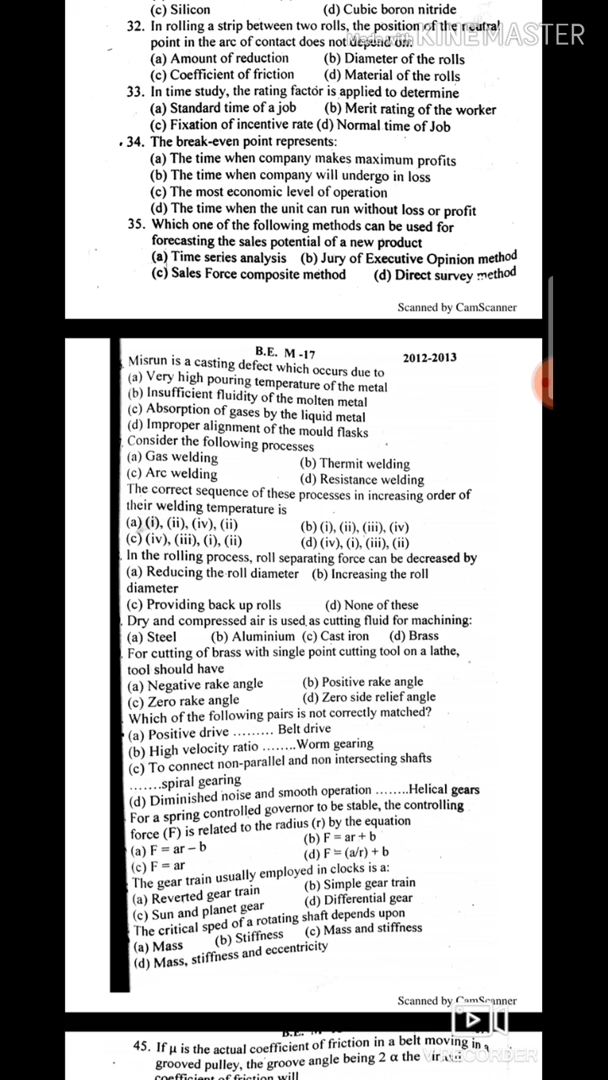 (c) Silicon (d) Cubic boron nitride
32. In rolling a strip between two rolls, the position of the neutral
point in the arc of contact does not depend on:
Made with KINEMASTER
(a) Amount of reduction (b) Diameter of the rolls
(c) Coefficient of friction (d) Material of the rolls
33. In time study, the rating factor is applied to determine
(a) Standard time of a job (b) Merit rating of the worker
(c) Fixation of incentive rate (d) Normal time of Job
34. The break-even point represents:
(a) The time when company makes maximum profits
(b) The time when company will undergo in loss
(c) The most economic level of operation
(d) The time when the unit can run without loss or profit
35. Which one of the following methods can be used for
forecasting the sales potential of a new product
(a) Time series analysis (b) Jury of Executive Opinion method
(c) Sales Force composite method (d) Direct survey method
Scanned by CamScanner
B.E. M -17 2012-2013
Misrun is a casting defect which occurs due to
(a) Very high pouring temperature of the metal
(b) Insufficient fluidity of the molten metal
(c) Absorption of gases by the liquid metal
(d) Improper alignment of the mould flasks
Consider the following processes
(a) Gas welding (b) Thermit welding
(c) Arc welding (d) Resistance welding
The correct sequence of these processes in increasing order of
their welding temperature is
(a) (i), (ii), (iv), (ii) (b) (i), (ii), (iii), (iv)
(c) (iv), (iii), (i), (ii) (d) (iv), (i), (iii), (ii)
In the rolling process, roll separating force can be decreased by
(a) Reducing the roll diameter (b) Increasing the roll
diameter
(c) Providing back up rolls (d) None of these
Dry and compressed air is used as cutting fluid for machining:
(a) Steel (b) Aluminium (c) Cast iron (d) Brass
For cutting of brass with single point cutting tool on a lathe,
tool should have
(a) Negative rake angle (b) Positive rake angle
(c) Zero rake angle (d) Zero side relief angle
Which of the following pairs is not correctly matched?
(a) Positive drive ......... Belt drive
(b) High velocity ratio ........Worm gearing
(c) To connect non-parallel and non intersecting shafts
.......spiral gearing
(d) Diminished noise and smooth operation ........Helical gears
For a spring controlled governor to be stable, the controlling
force (F) is related to the radius (r) by the equation
(a) F = ar – b (b) F = ar + b
(c) F = ar (d) F = (a/r) + b
The gear train usually employed in clocks is a:
(a) Reverted gear train (b) Simple gear train
(c) Sun and planet gear (d) Differential gear
The critical sped of a rotating shaft depends upon
(a) Mass (b) Stiffness (c) Mass and stiffness
(d) Mass, stiffness and eccentricity
Scanned by CamScanner
45. If μ is the actual coefficient of friction in a belt moving in a
grooved pulley, the groove angle being 2 α the
RECORDER
coefficient of friction will